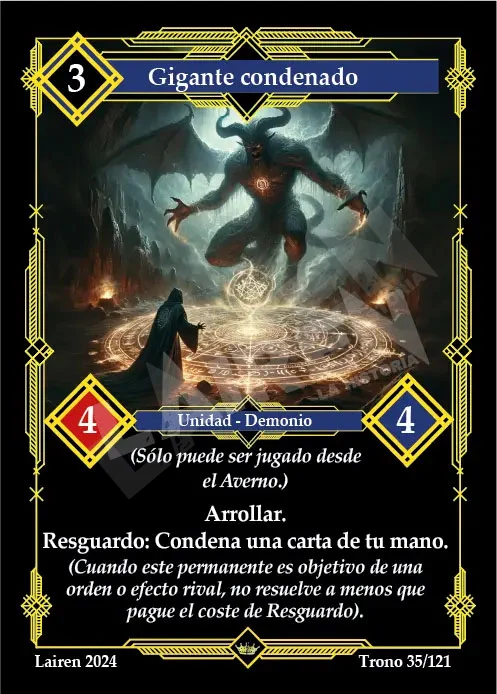 3
Gigante condenado
LA HISTORIA
4
Unidad - Demonio
4
(Sólo puede ser jugado desde
el Averno.)
Arrollar.
Resguardo: Condena una carta de tu mano.
(Cuando este permanente es objetivo de una
orden o efecto rival, no resuelve a menos que
pague el coste de Resguardo).
Lairen 2024
Trono 35/121